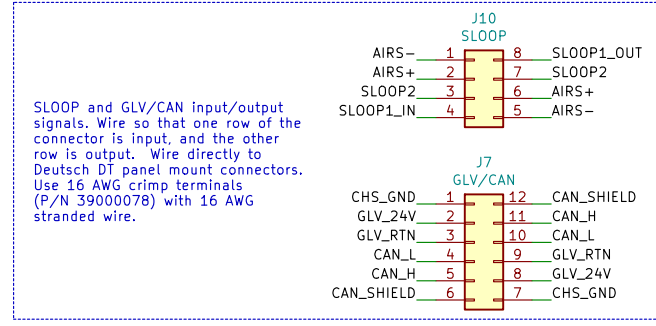 SLOOP and GLV/CAN input/output
signals. Wire so that one row of the
connector is input, and the other
row is output.  Wire directly to
Deutsch DT panel mount connectors.
Use 16 AWG crimp terminals
(P/N 39000078) with 16 AWG
stranded wire.
J10
SLOOP
AIRS- 1 8 SLOOP1_OUT
AIRS+ 2 7 SLOOP2
SLOOP2 3 6 AIRS+
SLOOP1_IN 4 5 AIRS-
J7
GLV/CAN
CHS_GND 1 12 CAN_SHIELD
GLV_24V 2 11 CAN_H
GLV_RTN 3 10 CAN_L
CAN_L 4 9 GLV_RTN
CAN_H 5 8 GLV_24V
CAN_SHIELD 6 7 CHS_GND